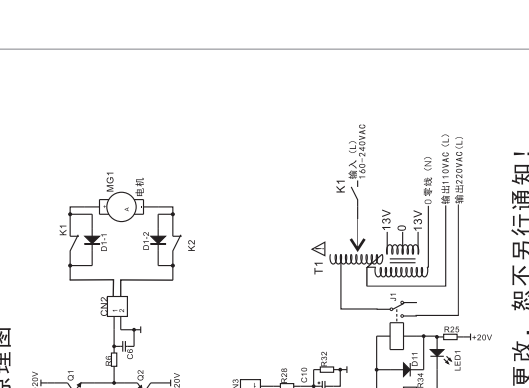 K1
MG1
电机
D1-1
D1-2
K2
CN2
1 2
R6
C6
20V
Q1
Q2
20V
理图
K1
输入 (L)
160-240VAC
T1
13V
0
13V
0 零线 (N)
输出110VAC (L)
输出220VAC (L)
J1
R25
+20V
D11
LED1
R34
R32
C10
R28
N3
更改，恕不另行通知！